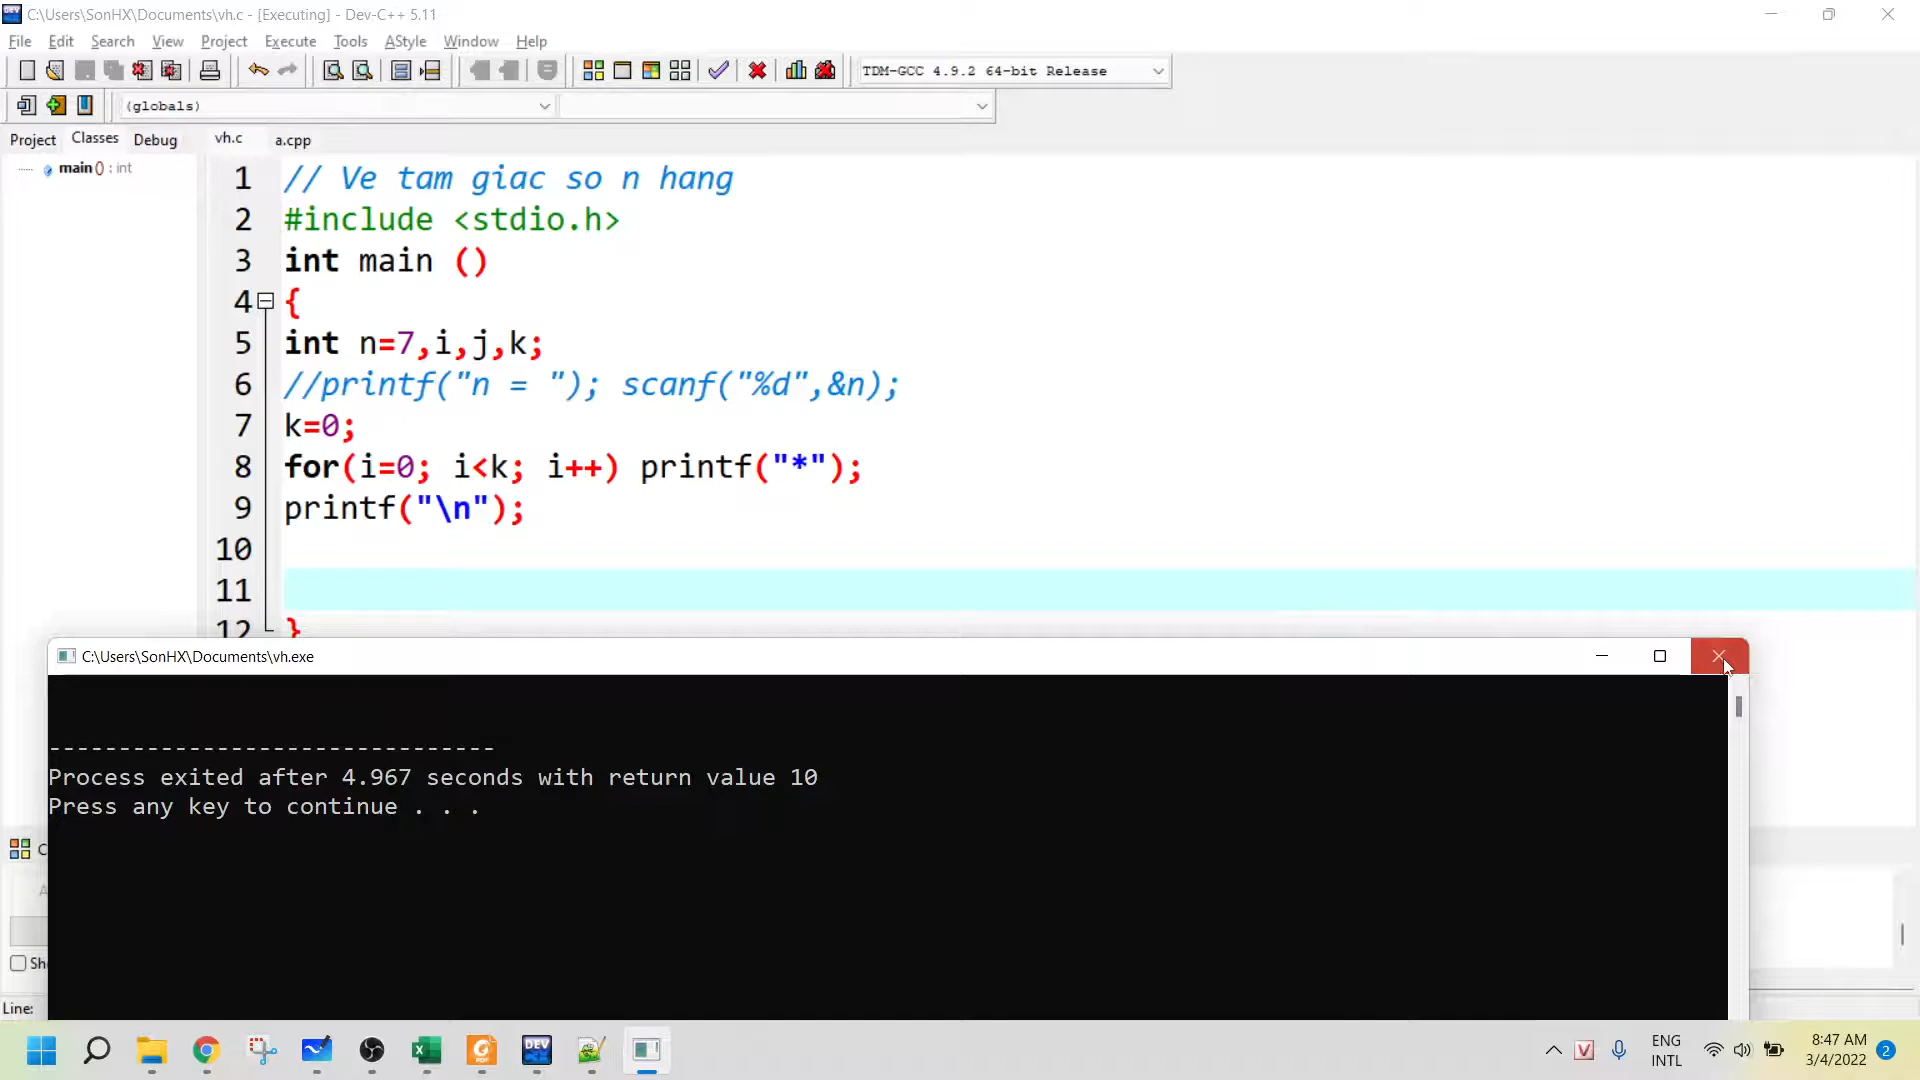 C:\Users\SonHX\Documents\vh.c - [Executing] - Dev-C++ 5.11
File Edit Search View Project Execute Tools AStyle Window Help
TDM-GCC 4.9.2 64-bit Release
(globals)
Project Classes Debug
vh.c a.cpp
main () : int
1 // Ve tam giac so n hang
2 #include <stdio.h>
3 int main ()
4 {
5 int n=7,i,j,k;
6 //printf("n = "); scanf("%d",&n);
7 k=0;
8 for(i=0; i<k; i++) printf("*");
9 printf("\n");
10
11
12 }
C:\Users\SonHX\Documents\vh.exe
--------------------------------
Process exited after 4.967 seconds with return value 10
Press any key to continue . . .
Line:
ENG
INTL
8:47 AM
3/4/2022
2